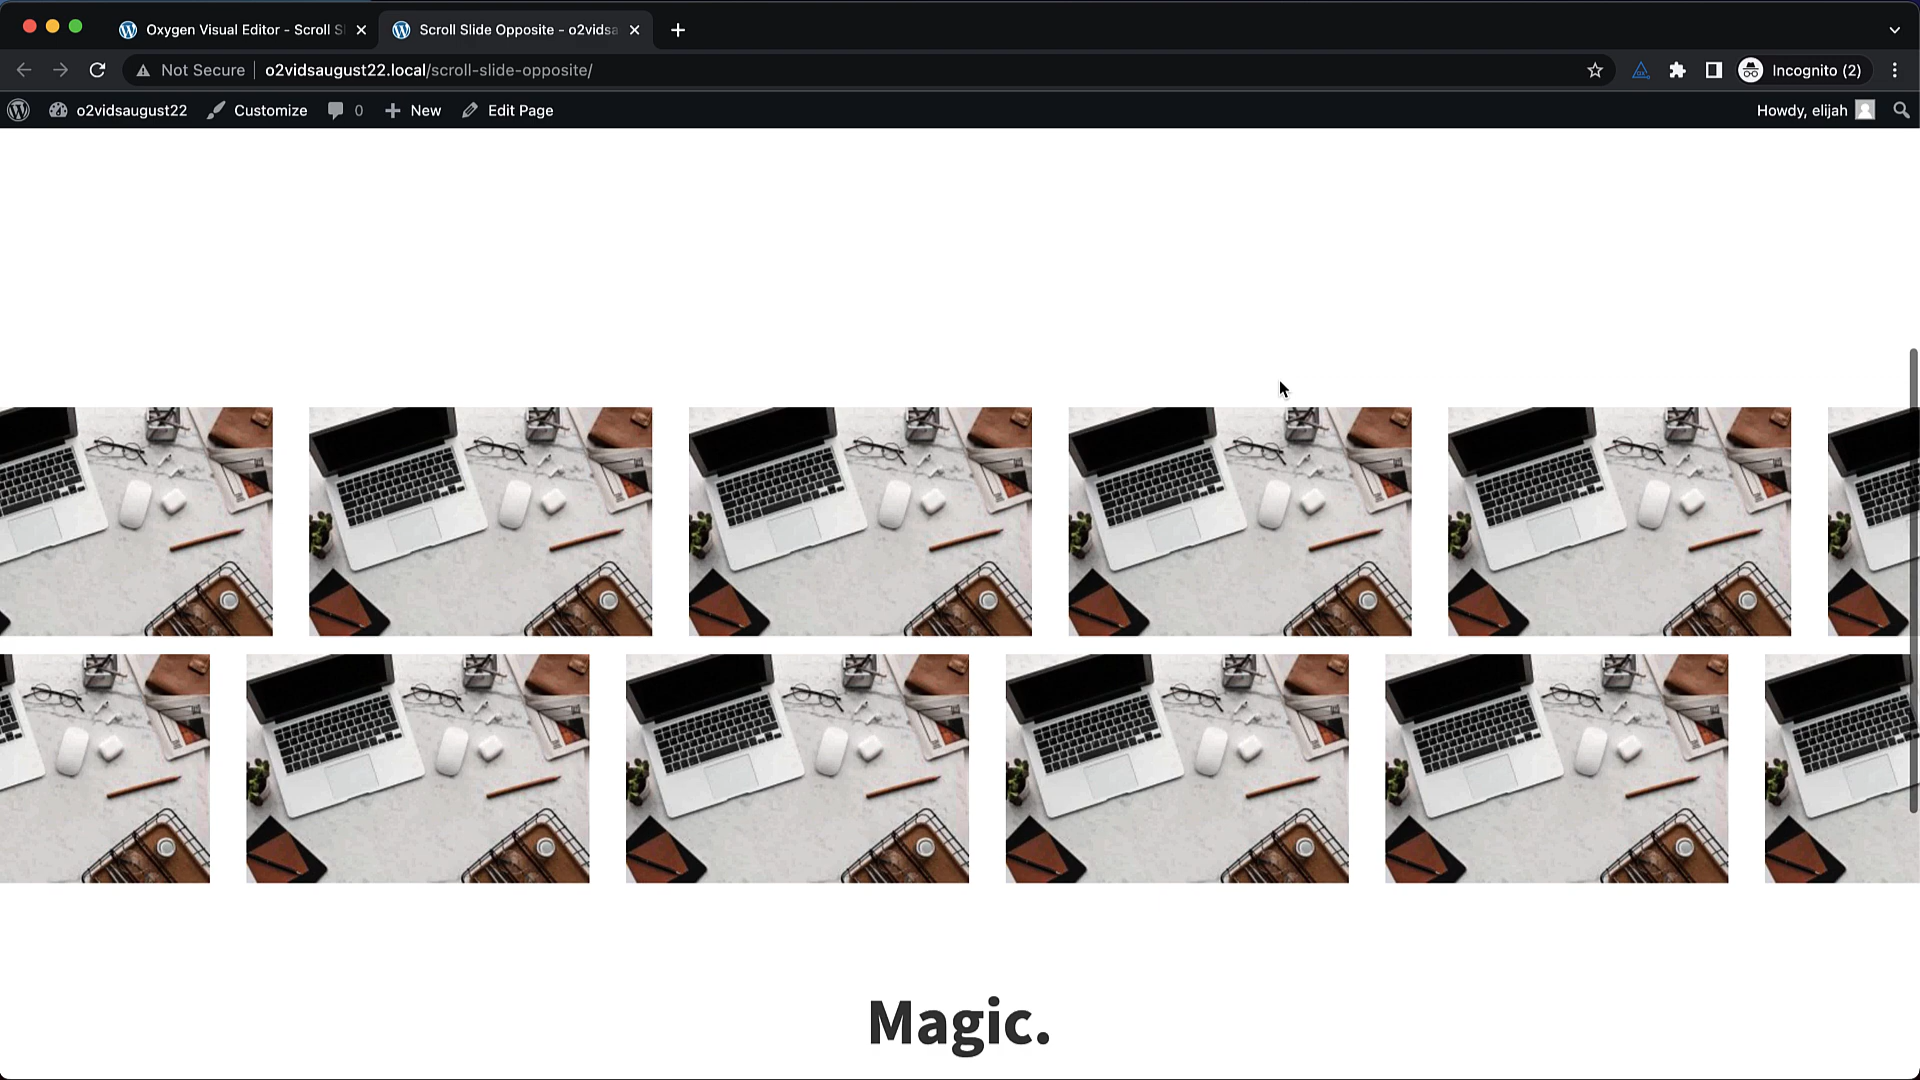 Oxygen Visual Editor - Scroll S
Scroll Slide Opposite - o2vidsa
Not Secure
o2vidsaugust22.local/scroll-slide-opposite/
Incognito (2)
o2vidsaugust22
Customize
0
New
Edit Page
Howdy, elijah
Magic.